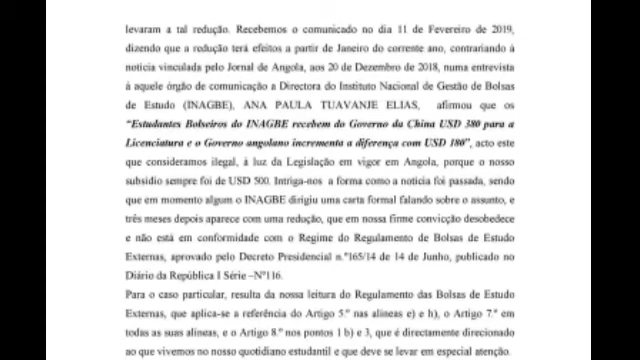 levaram a tal redução. Recebemos o comunicado no dia 11 de Fevereiro de 2019,
dizendo que a redução terá efeitos a partir de Janeiro do corrente ano, contrariando à
notícia vinculada pelo Jornal de Angola, aos 20 de Dezembro de 2018, numa entrevista
à aquele órgão de comunicação a Directora do Instituto Nacional de Gestão de Bolsas
de Estudo (INAGBE), ANA PAULA TUAVANJE ELIAS, afirmou que os
“Estudantes Bolseiros do INAGBE recebem do Governo da China USD 380 para a
Licenciatura e o Governo angolano incrementa a diferença com USD 180”, acto este
que consideramos ilegal, à luz da Legislação em vigor em Angola, porque o nosso
subsídio sempre foi de USD 500. Intriga-nos a forma como a notícia foi passada, sendo
que em momento algum o INAGBE dirigiu uma carta formal falando sobre o assunto, e
três meses depois aparece com uma redução, que em nossa firme convicção desobedece
e não está em conformidade com o Regime do Regulamento de Bolsas de Estudo
Externas, aprovado pelo Decreto Presidencial n.º165/14 de 14 de Junho, publicado no
Diário da República I Série –Nº116.
Para o caso particular, resulta da nossa leitura do Regulamento das Bolsas de Estudo
Externas, que aplica-se a referência do Artigo 5.º nas alíneas e) e h), o Artigo 7.º em
todas as suas alíneas, e o Artigo 8.º nos pontos 1 b) e 3, que é directamente direcionado
ao que vivemos no nosso quotidiano estudantil e que deve se levar em especial atenção.